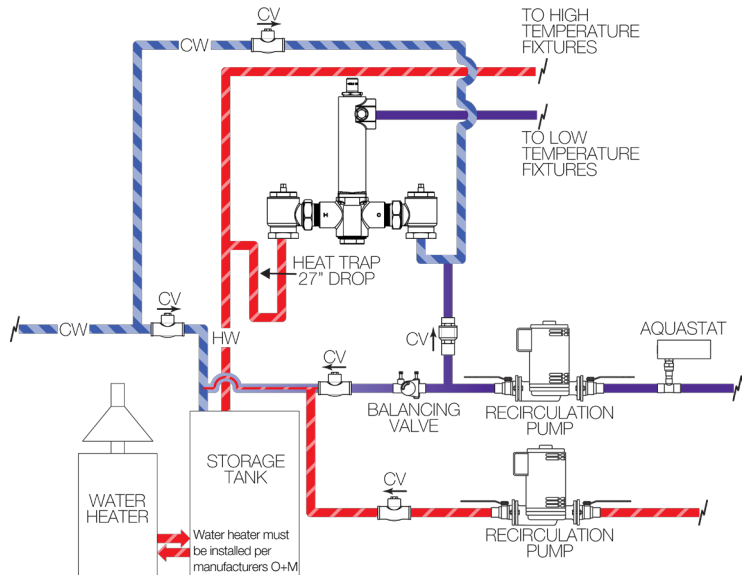 CV
TO HIGH
TEMPERATURE
FIXTURES
CW
TO LOW
TEMPERATURE
FIXTURES
H
C
HEAT TRAP
27" DROP
CV
CW
HW
CV
CV
AQUASTAT
BALANCING
VALVE
RECIRCULATION
PUMP
STORAGE
TANK
CV
WATER
HEATER
Water heater must
be installed per
manufacturers O+M
RECIRCULATION
PUMP